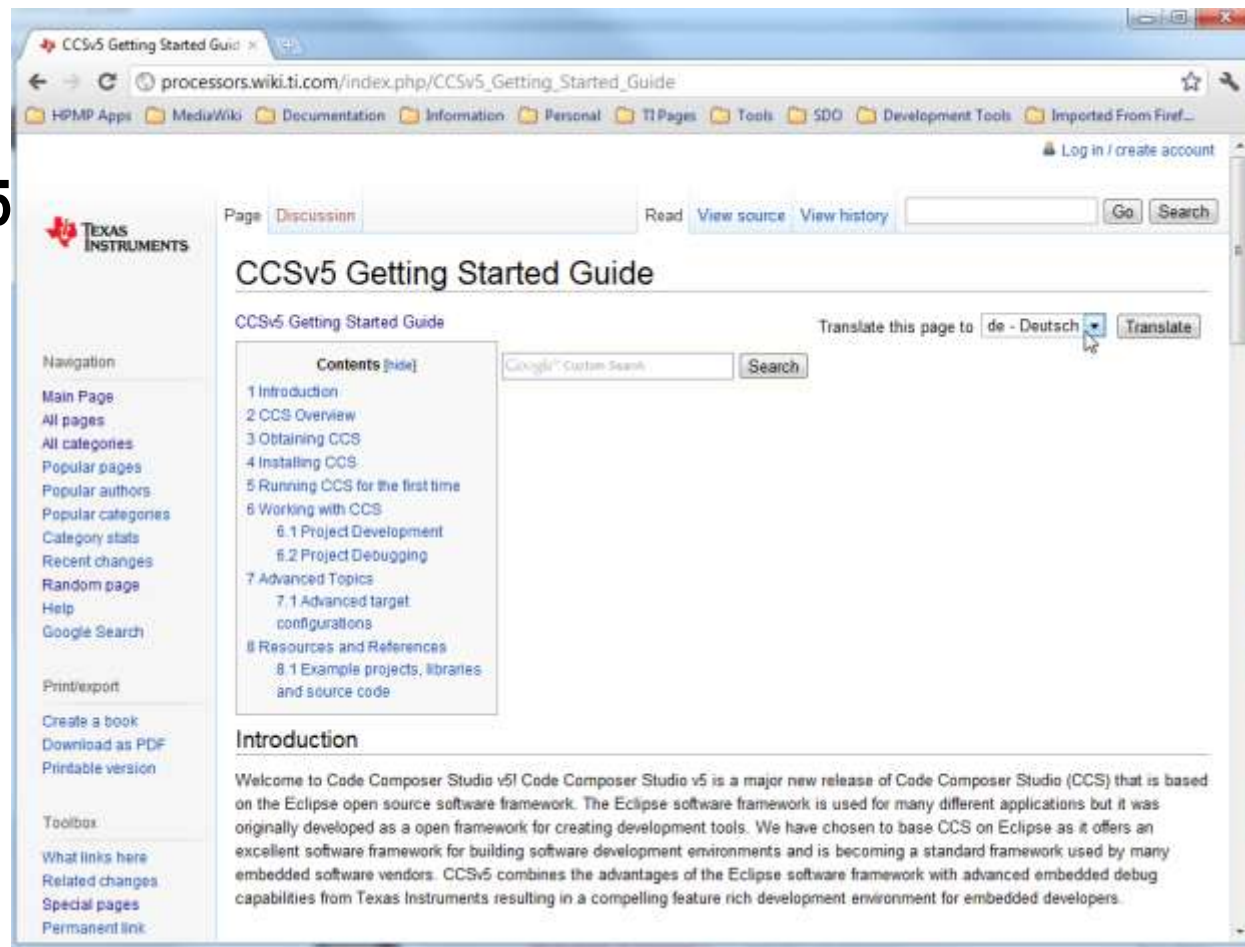 CCSv5 Getting Started Guid
processors.wiki.ti.com/index.php/CCSv5_Getting_Started_Guide
HPMP Apps MediaWiki Documentation Information Personal TI Pages Tools SDO Development Tools Imported From Firef...
Log in / create account
5
TEXAS
INSTRUMENTS
Page Discussion Read View source View history Go Search
CCSv5 Getting Started Guide
CCSv5 Getting Started Guide
Translate this page to de - Deutsch Translate
Navigation
Main Page
All pages
All categories
Popular pages
Popular authors
Popular categories
Category stats
Recent changes
Random page
Help
Google Search
Print/export
Create a book
Download as PDF
Printable version
Toolbox
What links here
Related changes
Special pages
Permanent link
Contents [hide]
1 Introduction
2 CCS Overview
3 Obtaining CCS
4 Installing CCS
5 Running CCS for the first time
6 Working with CCS
6.1 Project Development
6.2 Project Debugging
7 Advanced Topics
7.1 Advanced target
configurations
8 Resources and References
8.1 Example projects, libraries
and source code
Google™ Custom Search Search
Introduction
Welcome to Code Composer Studio v5! Code Composer Studio v5 is a major new release of Code Composer Studio (CCS) that is based
on the Eclipse open source software framework. The Eclipse software framework is used for many different applications but it was
originally developed as a open framework for creating development tools. We have chosen to base CCS on Eclipse as it offers an
excellent software framework for building software development environments and is becoming a standard framework used by many
embedded software vendors. CCSv5 combines the advantages of the Eclipse software framework with advanced embedded debug
capabilities from Texas Instruments resulting in a compelling feature rich development environment for embedded developers.